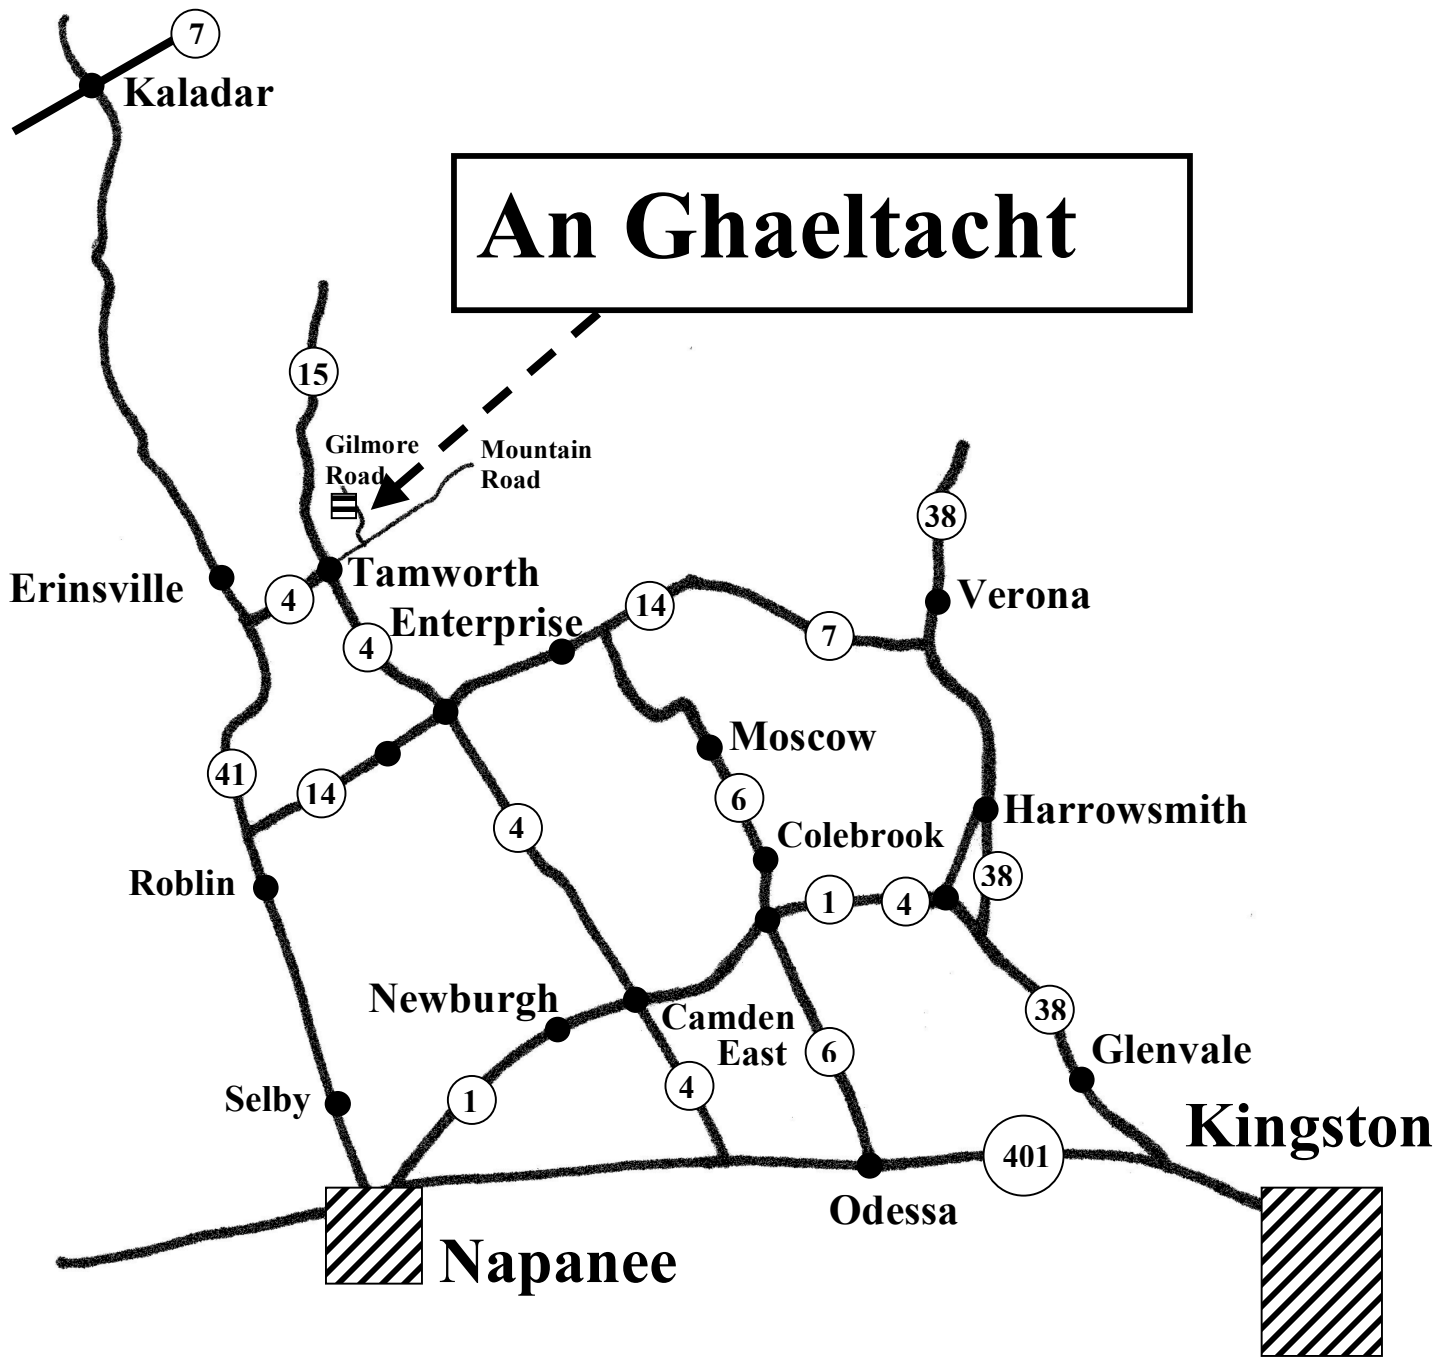 7
Kaladar
An Ghaeltacht
15
Gilmore
Road
Mountain
Road
38
Erinsville
4
Tamworth
Enterprise
4
14
7
Verona
Moscow
41
14
6
4
Harrowsmith
Colebrook
Roblin
38
1
4
Newburgh
Camden
East
38
6
Glenvale
Selby
1
4
Kingston
401
Odessa
Napanee